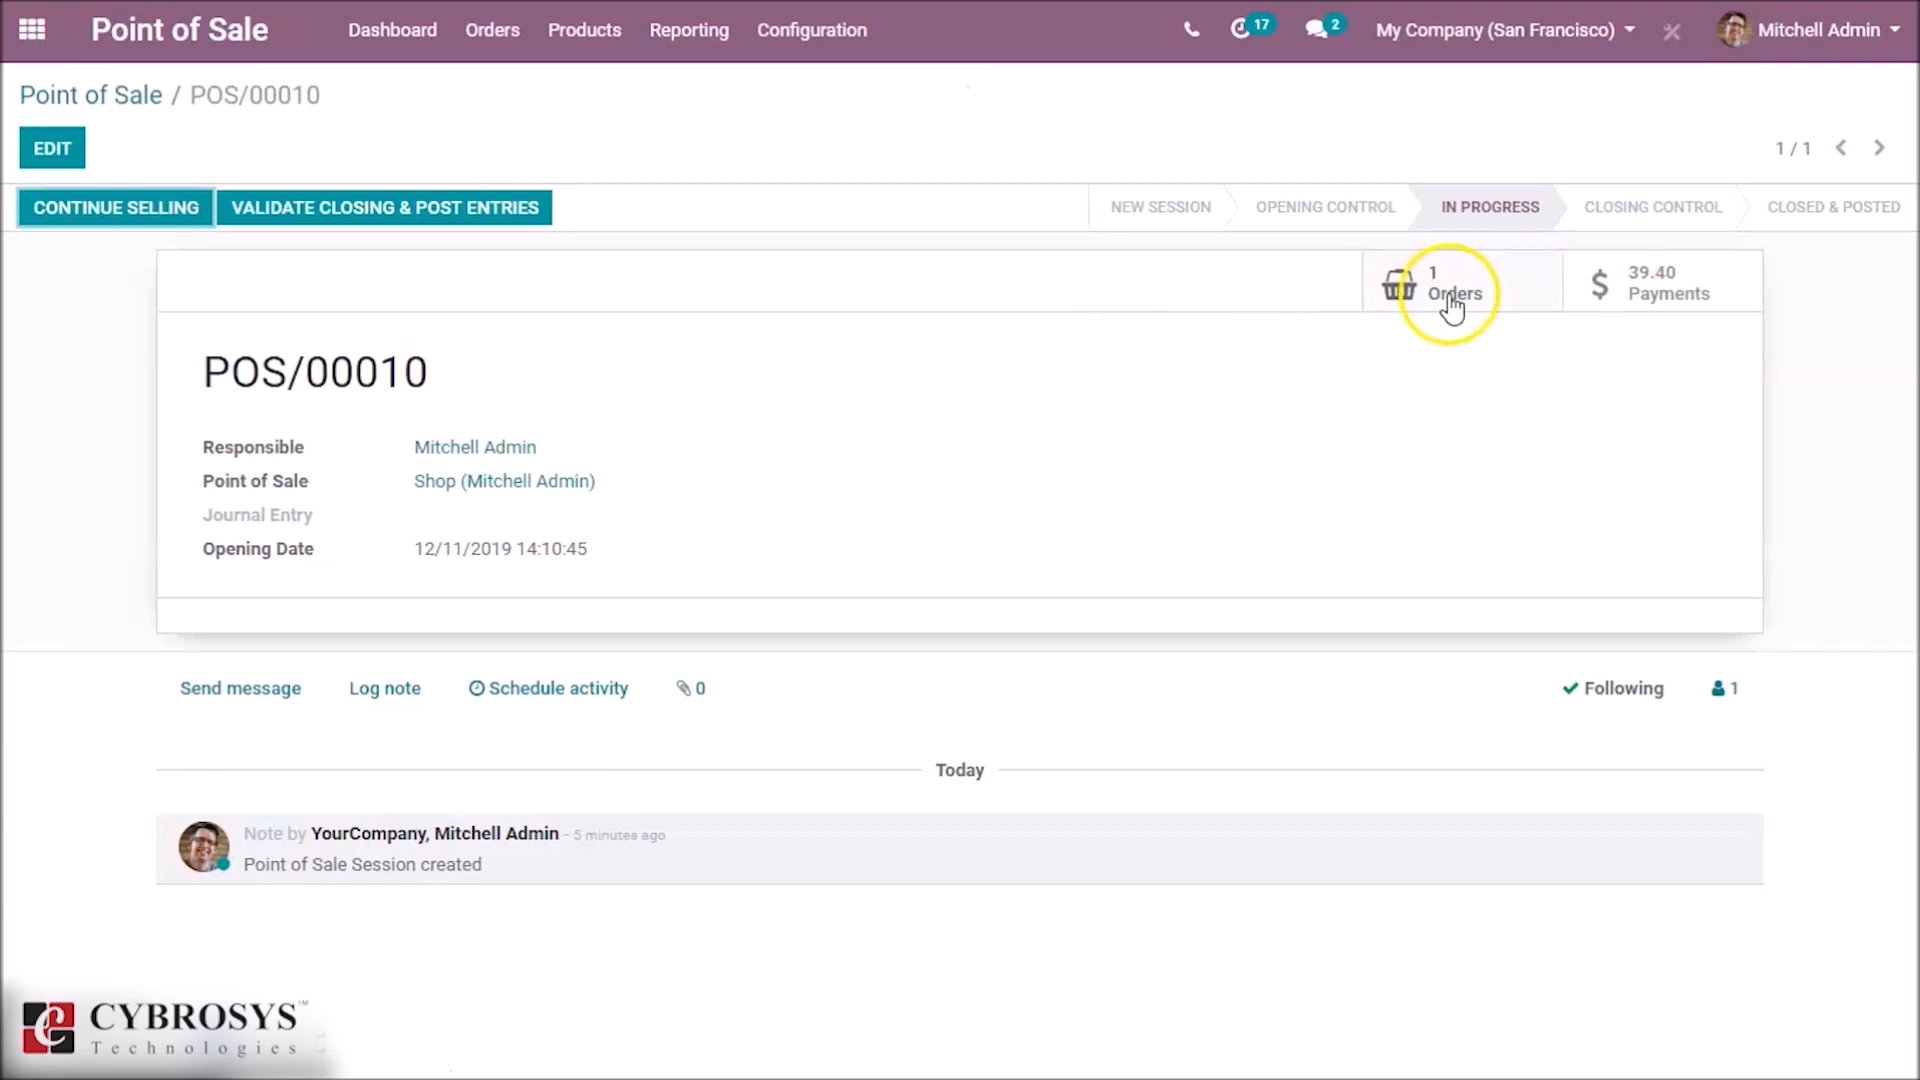 Point of Sale Dashboard Orders Products Reporting Configuration 17 2 My Company (San Francisco) Mitchell Admin
Point of Sale / POS/00010
EDIT 1 / 1
CONTINUE SELLING VALIDATE CLOSING & POST ENTRIES NEW SESSION OPENING CONTROL IN PROGRESS CLOSING CONTROL CLOSED & POSTED
1 39.40
Orders $ Payments
POS/00010
Responsible Mitchell Admin
Point of Sale Shop (Mitchell Admin)
Journal Entry
Opening Date 12/11/2019 14:10:45
Send message Log note Schedule activity 0 Following 1
Today
Note by YourCompany, Mitchell Admin - 5 minutes ago
Point of Sale Session created
CYBROSYS™
Technologies